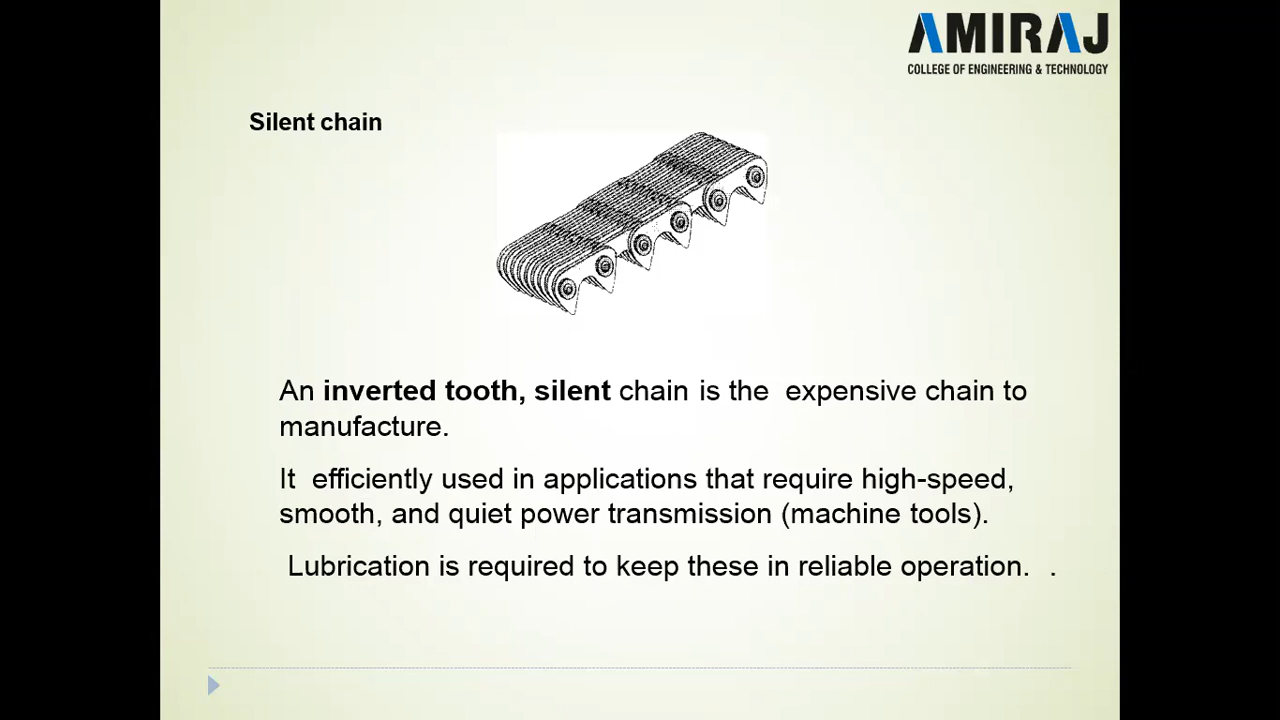 AMIRAJ
COLLEGE OF ENGINEERING & TECHNOLOGY
Silent chain
An inverted tooth, silent chain is the expensive chain to
manufacture.
It efficiently used in applications that require high-speed,
smooth, and quiet power transmission (machine tools).
Lubrication is required to keep these in reliable operation. .